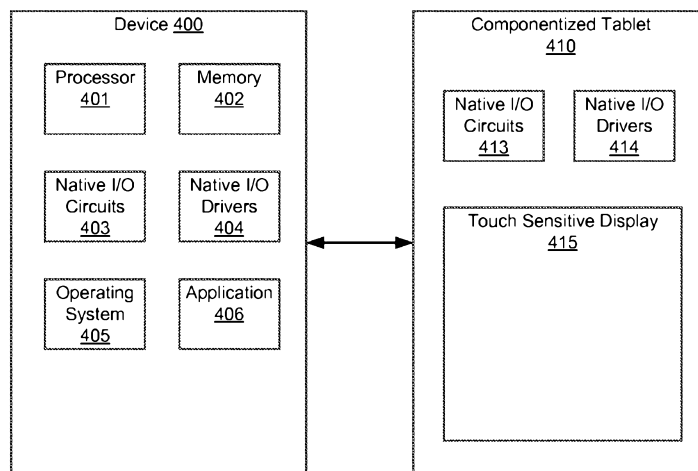 Device 400
Processor
401
Memory
402
Native I/O
Circuits
403
Native I/O
Drivers
404
Operating
System
405
Application
406
Componentized Tablet
410
Native I/O
Circuits
413
Native I/O
Drivers
414
Touch Sensitive Display
415